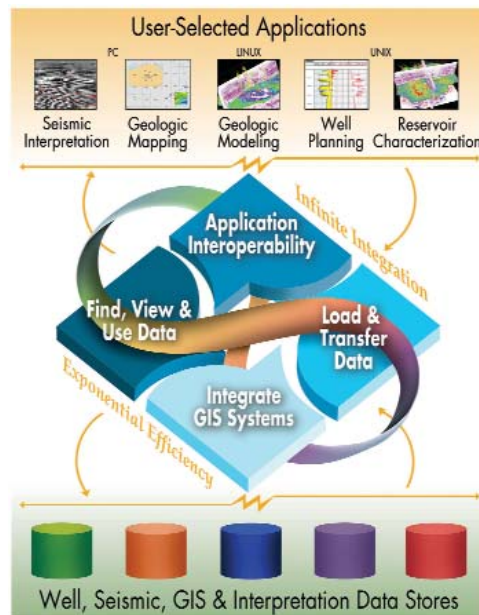 User-Selected Applications
PC LINUX UNIX
Seismic Interpretation
Geologic Mapping
Geologic Modeling
Well Planning
Reservoir Characterization
Application
Interoperability
Infinite Integration
Find, View &
Use Data
Load &
Transfer
Data
Integrate
GIS Systems
Exponential Efficiency
Well, Seismic, GIS & Interpretation Data Stores